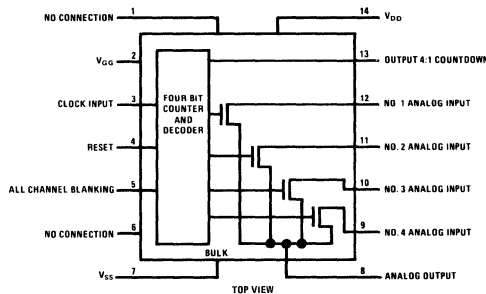 NO CONNECTION 1
14 VDD
VGG 2
13 OUTPUT 4:1 COUNTDOWN
FOUR BIT
COUNTER
AND
DECODER
CLOCK INPUT 3
12 NO 1 ANALOG INPUT
RESET 4
11 NO. 2 ANALOG INPUT
ALL CHANNEL BLANKING 5
10 NO. 3 ANALOG INPUT
NO CONNECTION 6
9 NO. 4 ANALOG INPUT
BULK
VSS 7
8 ANALOG OUTPUT
TOP VIEW